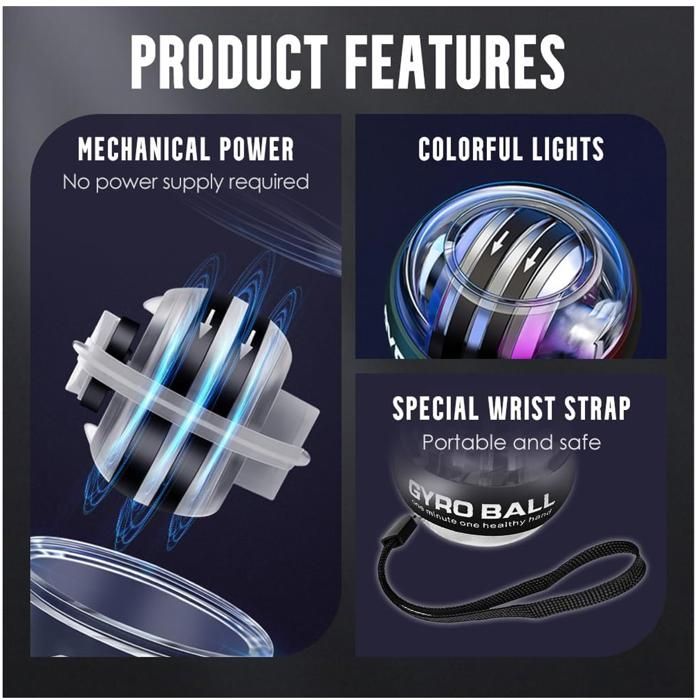 PRODUCT FEATURES
MECHANICAL POWER
No power supply required
COLORFUL LIGHTS
SPECIAL WRIST STRAP
Portable and safe
GYRO BALL
one minute one healthy hand